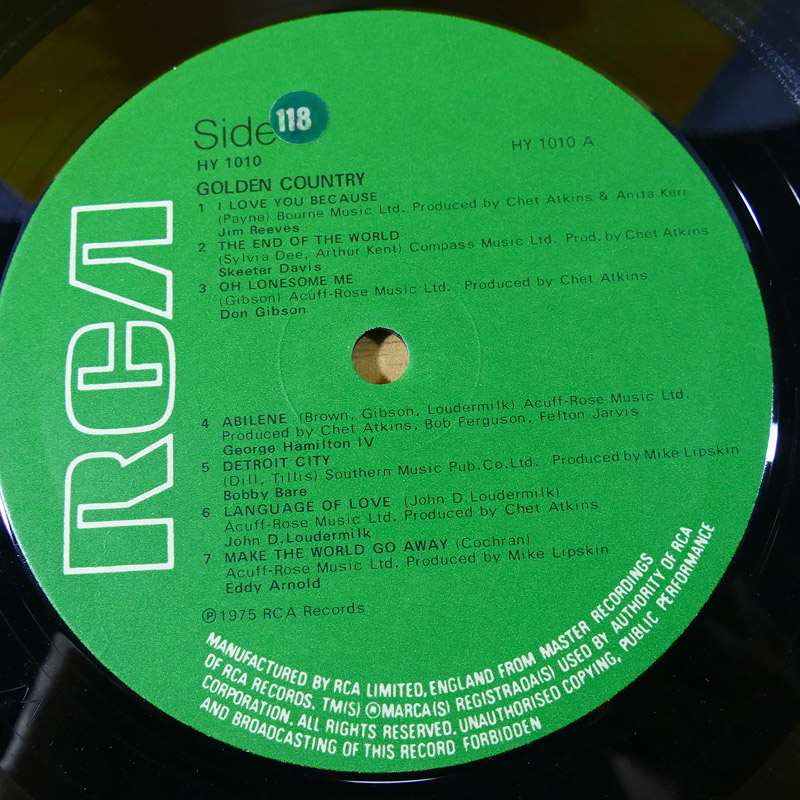 RCA
Side
118
HY 1010
HY 1010 A
GOLDEN COUNTRY
1 I LOVE YOU BECAUSE
(Payne) Bourne Music Ltd. Produced by Chet Atkins & Anita Kerr
Jim Reeves
2 THE END OF THE WORLD
(Sylvia Dee, Arthur Kent) Compass Music Ltd. Prod. by Chet Atkins
Skeeter Davis
3 OH LONESOME ME
(Gibson) Acuff-Rose Music Ltd. Produced by Chet Atkins
Don Gibson
4 ABILENE (Brown, Gibson, Loudermilk) Acuff-Rose Music Ltd.
Produced by Chet Atkins, Bob Ferguson, Felton Jarvis
George Hamilton IV
5 DETROIT CITY
(Dill, Tillis) Southern Music Pub.Co.Ltd. Produced by Mike Lipskin
Bobby Bare
6 LANGUAGE OF LOVE (John D.Loudermilk)
Acuff-Rose Music Ltd. Produced by Chet Atkins
John D.Loudermilk
7 MAKE THE WORLD GO AWAY (Cochran)
Acuff-Rose Music Ltd. Produced by Mike Lipskin
Eddy Arnold
℗1975 RCA Records
MANUFACTURED BY RCA LIMITED, ENGLAND FROM MASTER RECORDINGS
OF RCA RECORDS. TM(S) ®MARCA(S) REGISTRADA(S) USED BY AUTHORITY OF RCA
CORPORATION. ALL RIGHTS RESERVED. UNAUTHORISED COPYING, PUBLIC PERFORMANCE
AND BROADCASTING OF THIS RECORD FORBIDDEN